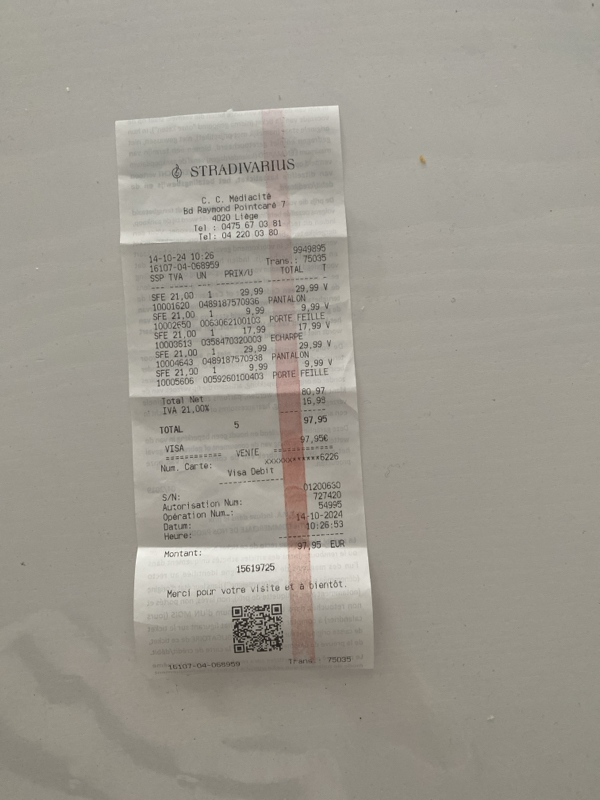 STRADIVARIUS
C. C. Médiacité
Bd Raymond Pointcaré 7
4020 Liège
Tel : 0475 67 03 81
Tel: 04 220 03 80
14-10-24 10:26 9949895
16107-04-068959 Trans.: 75035
SSP TVA UN PRIX/U TOTAL T
SFE 21,00 1 29,99 29,99 V
10001620 0489187570936 PANTALON
SFE 21,00 1 9,99 9,99 V
10002650 0063062100103 PORTE FEILLE
SFE 21,00 1 17,99 17,99 V
10003613 0358470320003 ECHARPE
SFE 21,00 1 29,99 29,99 V
10004643 0489187570938 PANTALON
SFE 21,00 1 9,99 9,99 V
10005606 0059260100403 PORTE FEILLE
Total Net 80,97
IVA 21,00% 16,98
TOTAL 5 97,95
VISA 97,95€
============ VENTE ============
Num. Carte: xxxxxxxxxxxx6226
Visa Debit
S/N: 01200630
Autorisation Num: 727420
Opération Num.: 54995
Datum: 14-10-2024
Heure: 10:26:53
Montant: 97,95 EUR
15619725
Merci pour votre visite et à bientôt.
16107-04-068959 Trans. 75035